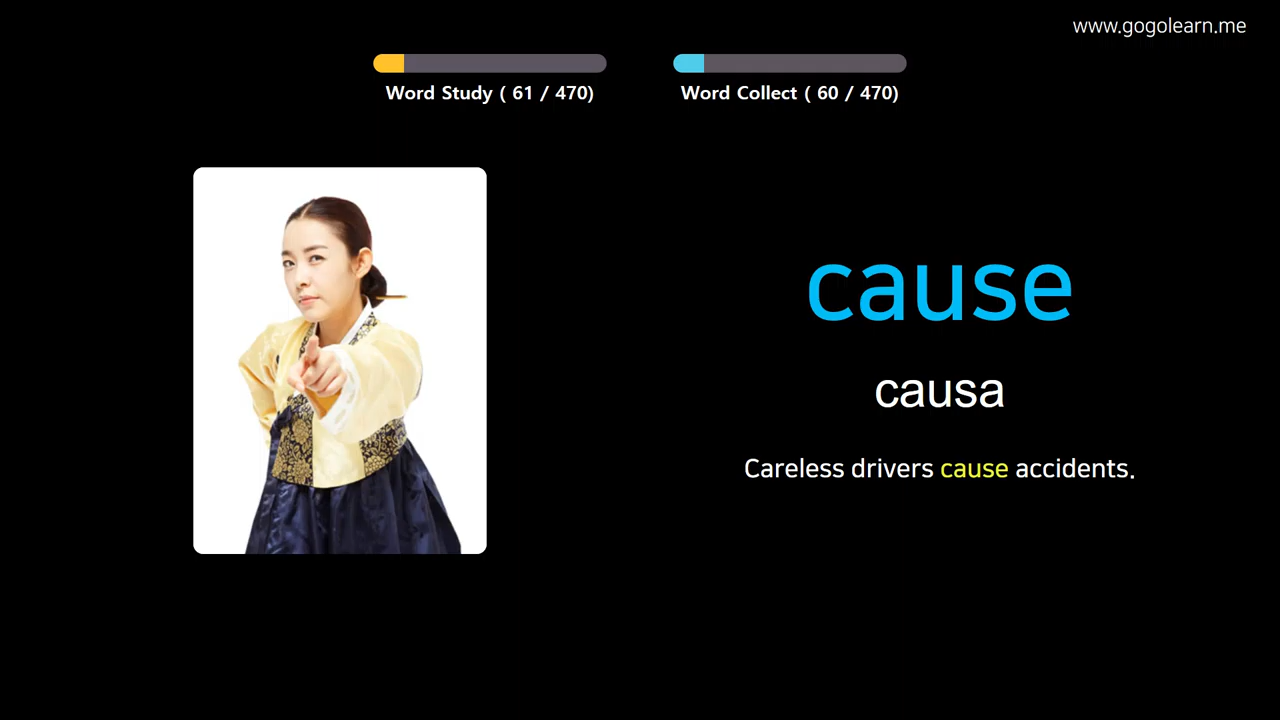 www.gogolearn.me
Word Study ( 61 / 470)
Word Collect ( 60 / 470)
cause
causa
Careless drivers cause accidents.